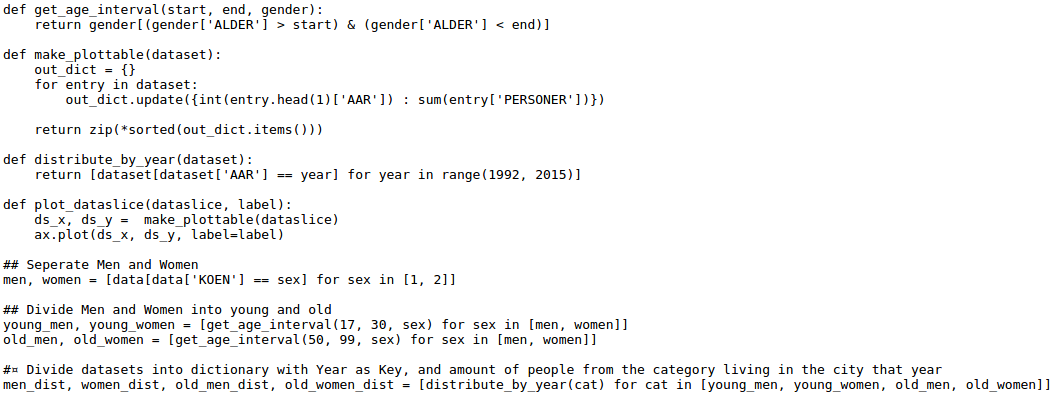 def get_age_interval(start, end, gender):
    return gender[(gender['ALDER'] > start) & (gender['ALDER'] < end)]

def make_plottable(dataset):
    out_dict = {}
    for entry in dataset:
        out_dict.update({int(entry.head(1)['AAR']) : sum(entry['PERSONER'])})

    return zip(*sorted(out_dict.items()))

def distribute_by_year(dataset):
    return [dataset[dataset['AAR'] == year] for year in range(1992, 2015)]

def plot_dataslice(dataslice, label):
    ds_x, ds_y =  make_plottable(dataslice)
    ax.plot(ds_x, ds_y, label=label)

## Seperate Men and Women
men, women = [data[data['KOEN'] == sex] for sex in [1, 2]]

## Divide Men and Women into young and old
young_men, young_women = [get_age_interval(17, 30, sex) for sex in [men, women]]
old_men, old_women = [get_age_interval(50, 99, sex) for sex in [men, women]]

#¤ Divide datasets into dictionary with Year as Key, and amount of people from the category living in the city that year
men_dist, women_dist, old_men_dist, old_women_dist = [distribute_by_year(cat) for cat in [young_men, young_women, old_men, old_women]]